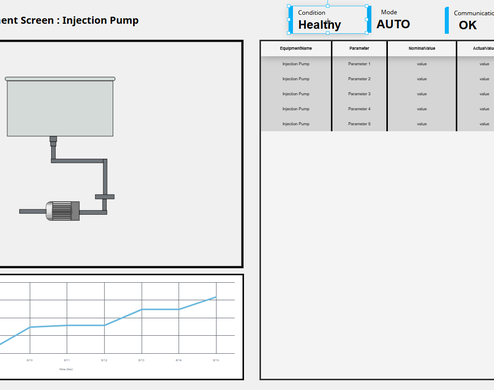 ent Screen : Injection Pump
Condition
Healthy
Mode
AUTO
Communicatio
OK
EquipmentName Parameter NominalValue ActualValu
Injection Pump Parameter 1 value value
Injection Pump Parameter 2 value value
Injection Pump Parameter 3 value value
Injection Pump Parameter 4 value value
Injection Pump Parameter 5 value value